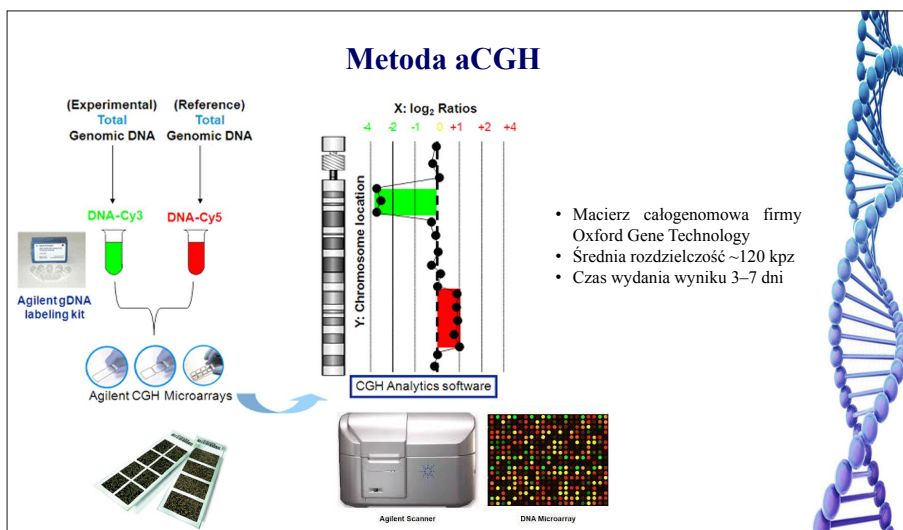 Metoda aCGH
(Experimental)
Total
Genomic DNA
(Reference)
Total
Genomic DNA
DNA-Cy3
DNA-Cy5
Agilent gDNA
labeling kit
Agilent CGH Microarrays
X: log2 Ratios
-4 -2 -1 0 +1 +2 +4
Y: Chromosome location
CGH Analytics software
Agilent Scanner
DNA Microarray
• Macierz całogenomowa firmy
Oxford Gene Technology
• Średnia rozdzielczość ~120 kpz
• Czas wydania wyniku 3–7 dni